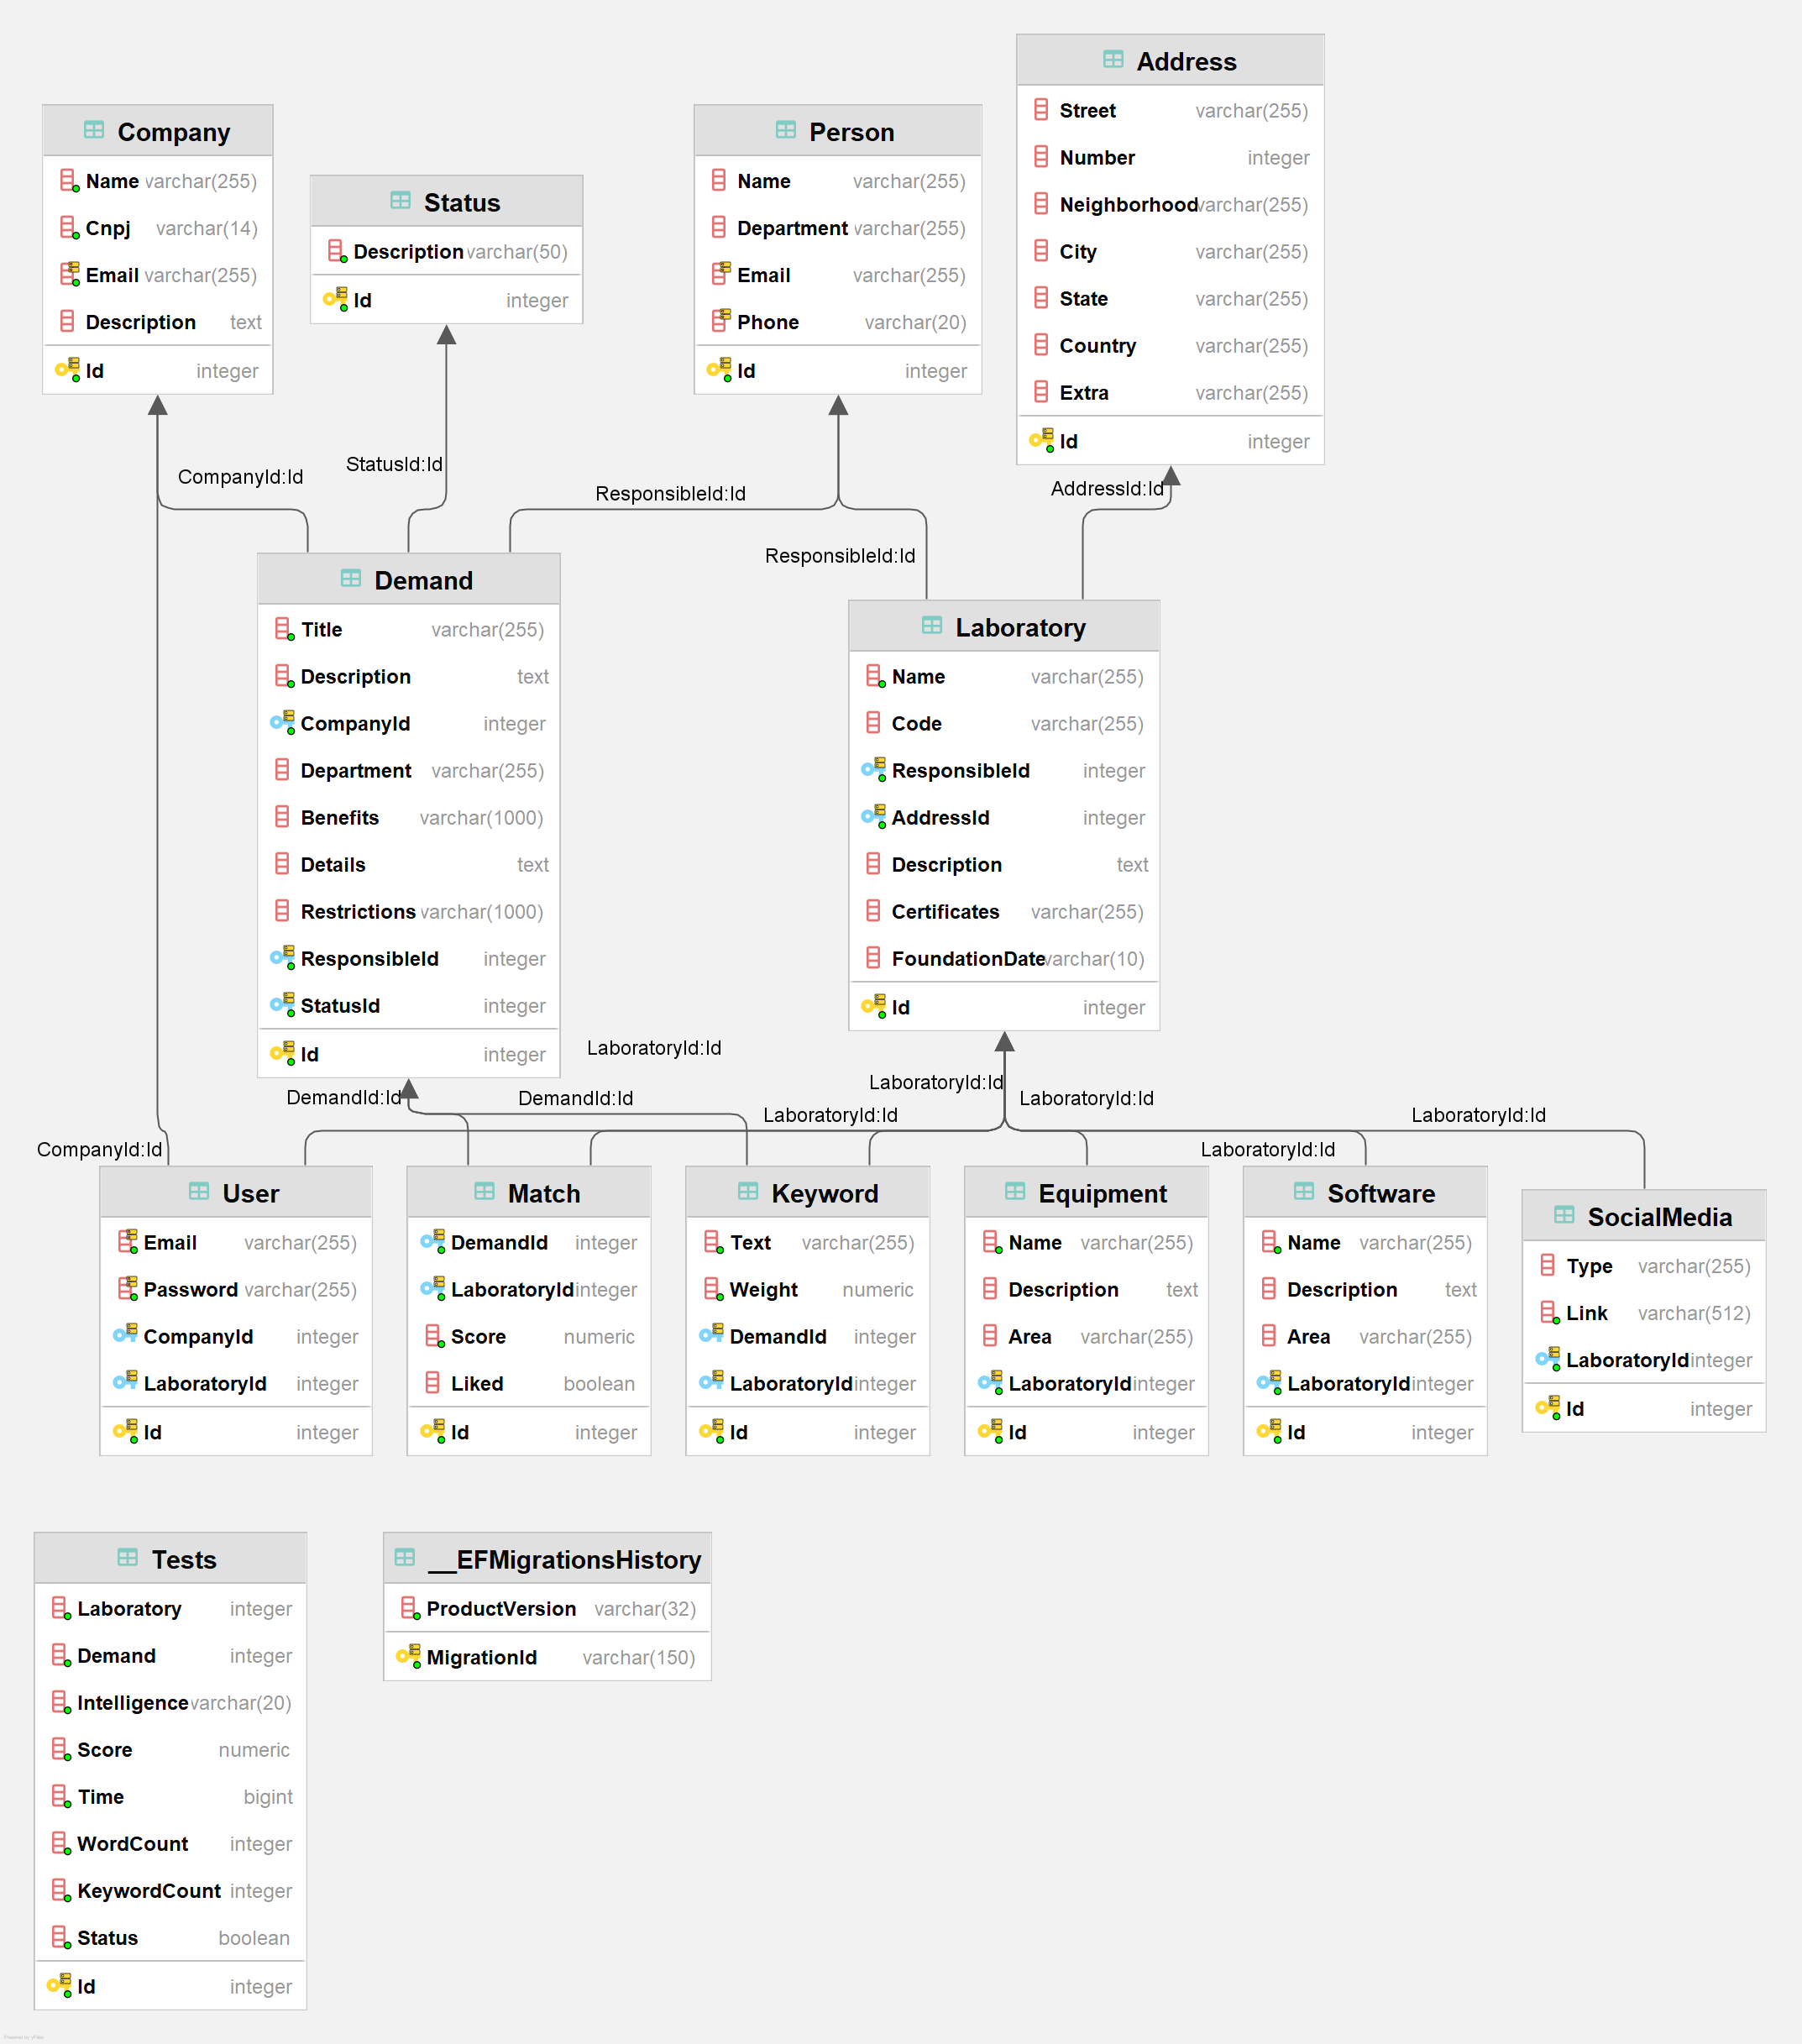 Company
Name varchar(255)
Cnpj varchar(14)
Email varchar(255)
Description text
Id integer
Status
Description varchar(50)
Id integer
Person
Name varchar(255)
Department varchar(255)
Email varchar(255)
Phone varchar(20)
Id integer
Address
Street varchar(255)
Number integer
Neighborhood varchar(255)
City varchar(255)
State varchar(255)
Country varchar(255)
Extra varchar(255)
Id integer
CompanyId:Id
StatusId:Id
ResponsibleId:Id
AddressId:Id
ResponsibleId:Id
Demand
Title varchar(255)
Description text
CompanyId integer
Department varchar(255)
Benefits varchar(1000)
Details text
Restrictions varchar(1000)
ResponsibleId integer
StatusId integer
Id integer
Laboratory
Name varchar(255)
Code varchar(255)
ResponsibleId integer
AddressId integer
Description text
Certificates varchar(255)
FoundationDate varchar(10)
Id integer
LaboratoryId:Id
LaboratoryId:Id
DemandId:Id
DemandId:Id
LaboratoryId:Id
LaboratoryId:Id
LaboratoryId:Id
CompanyId:Id
LaboratoryId:Id
User
Email varchar(255)
Password varchar(255)
CompanyId integer
LaboratoryId integer
Id integer
Match
DemandId integer
LaboratoryId integer
Score numeric
Liked boolean
Id integer
Keyword
Text varchar(255)
Weight numeric
DemandId integer
LaboratoryId integer
Id integer
Equipment
Name varchar(255)
Description text
Area varchar(255)
LaboratoryId integer
Id integer
Software
Name varchar(255)
Description text
Area varchar(255)
LaboratoryId integer
Id integer
SocialMedia
Type varchar(255)
Link varchar(512)
LaboratoryId integer
Id integer
Tests
Laboratory integer
Demand integer
Intelligence varchar(20)
Score numeric
Time bigint
WordCount integer
KeywordCount integer
Status boolean
Id integer
__EFMigrationsHistory
ProductVersion varchar(32)
MigrationId varchar(150)
Powered by yFiles